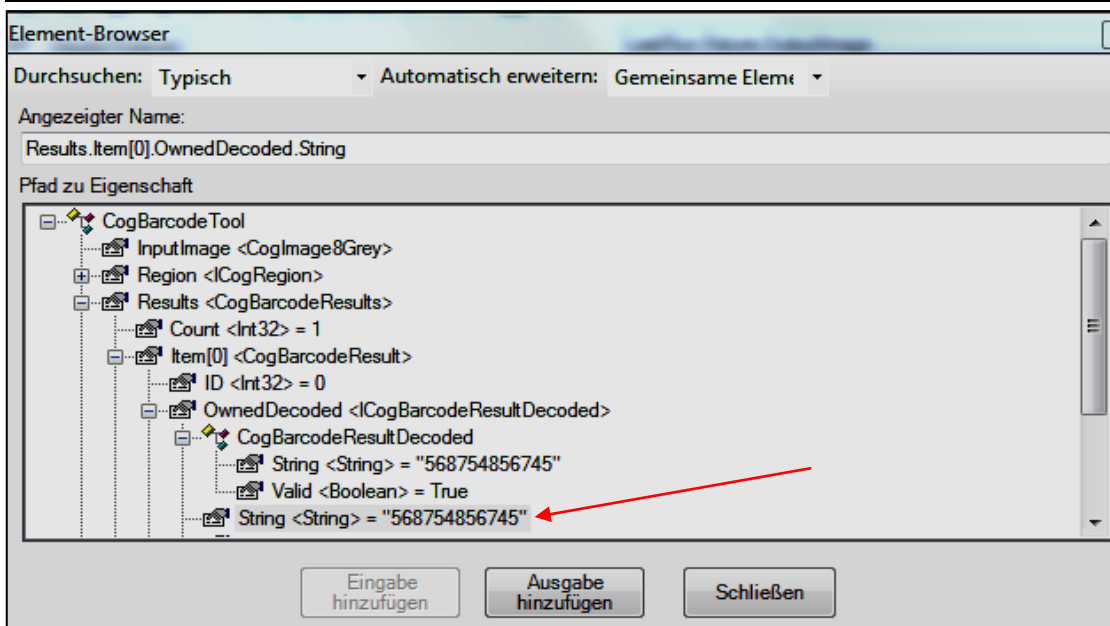 Element-Browser
Durchsuchen: Typisch Automatisch erweitern: Gemeinsame Eleme
Angezeigter Name:
Results.Item[0].OwnedDecoded.String
Pfad zu Eigenschaft
CogBarcodeTool
InputImage <CogImage8Grey>
Region <ICogRegion>
Results <CogBarcodeResults>
Count <Int32> = 1
Item[0] <CogBarcodeResult>
ID <Int32> = 0
OwnedDecoded <ICogBarcodeResultDecoded>
CogBarcodeResultDecoded
String <String> = "568754856745"
Valid <Boolean> = True
String <String> = "568754856745"
Eingabe
hinzufügen
Ausgabe
hinzufügen
Schließen